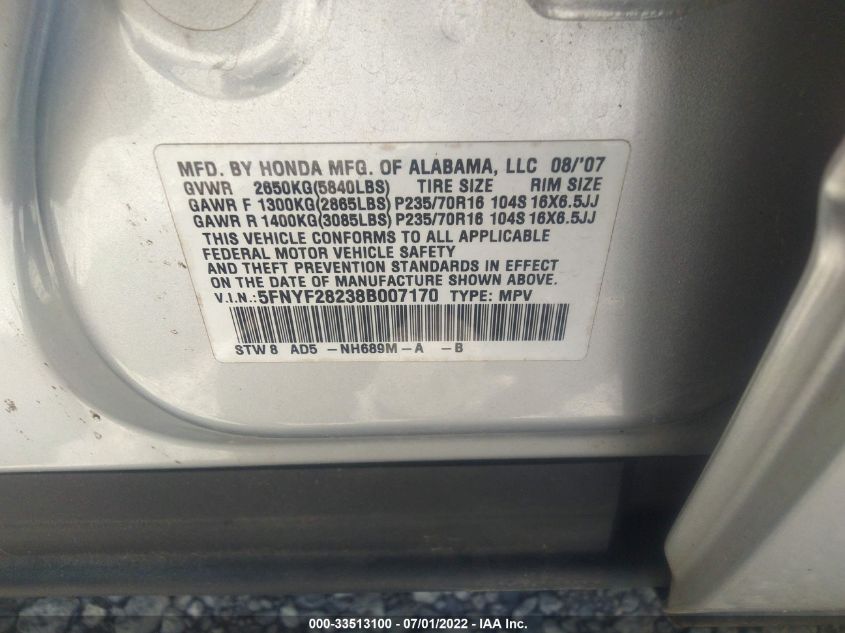 MFD. BY HONDA MFG. OF ALABAMA, LLC 08/'07
GVWR 2650KG(5840LBS) TIRE SIZE RIM SIZE
GAWR F 1300KG(2865LBS) P235/70R16 104S 16X6.5JJ
GAWR R 1400KG(3085LBS) P235/70R16 104S 16X6.5JJ
THIS VEHICLE CONFORMS TO ALL APPLICABLE
FEDERAL MOTOR VEHICLE SAFETY
AND THEFT PREVENTION STANDARDS IN EFFECT
ON THE DATE OF MANUFACTURE SHOWN ABOVE.
V.I.N.:5FNYF28238B007170 TYPE: MPV
STW8 AD5 -NH689M-A -B
000-33513100 - 07/01/2022 - IAA Inc.